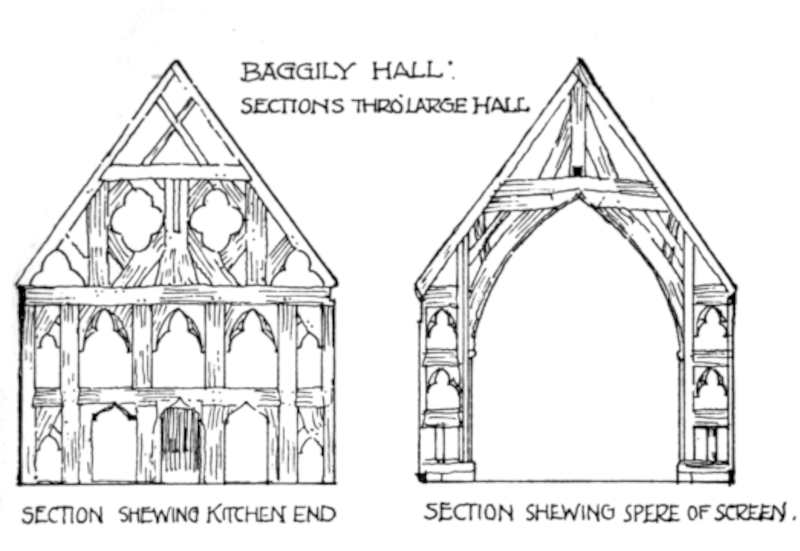 BAGGILY HALL:
SECTIONS THRO' LARGE HALL
SECTION SHEWING KITCHEN END
SECTION SHEWING SPERE OF SCREEN.